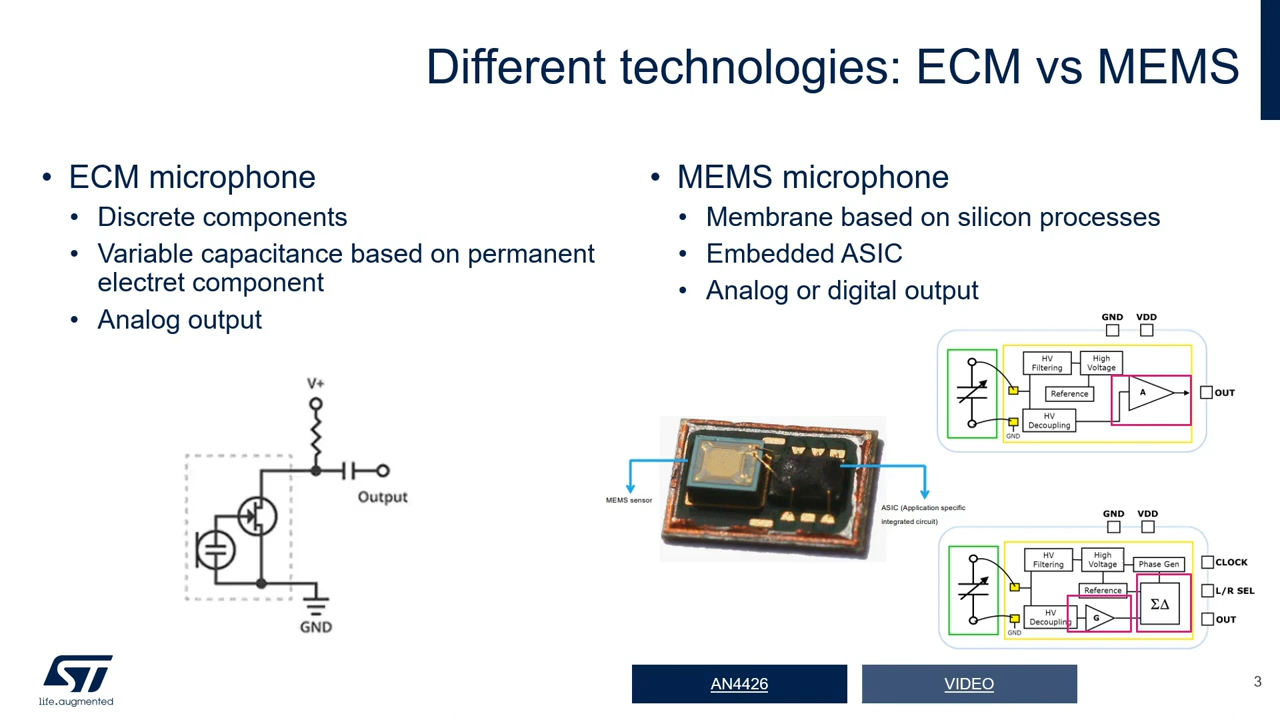 Different technologies: ECM vs MEMS
• ECM microphone
• Discrete components
• Variable capacitance based on permanent
electret component
• Analog output
• MEMS microphone
• Membrane based on silicon processes
• Embedded ASIC
• Analog or digital output
V+
Output
GND
MEMS sensor
ASIC (Application specific
integrated circuit)
GND VDD
HV
Filtering
High
Voltage
Reference
A
OUT
HV
Decoupling
GND
GND VDD
HV
Filtering
High
Voltage
Phase Gen
CLOCK
Reference
L/R SEL
ΣΔ
HV
Decoupling
G
OUT
GND
ST
life.augmented
AN4426
VIDEO
3